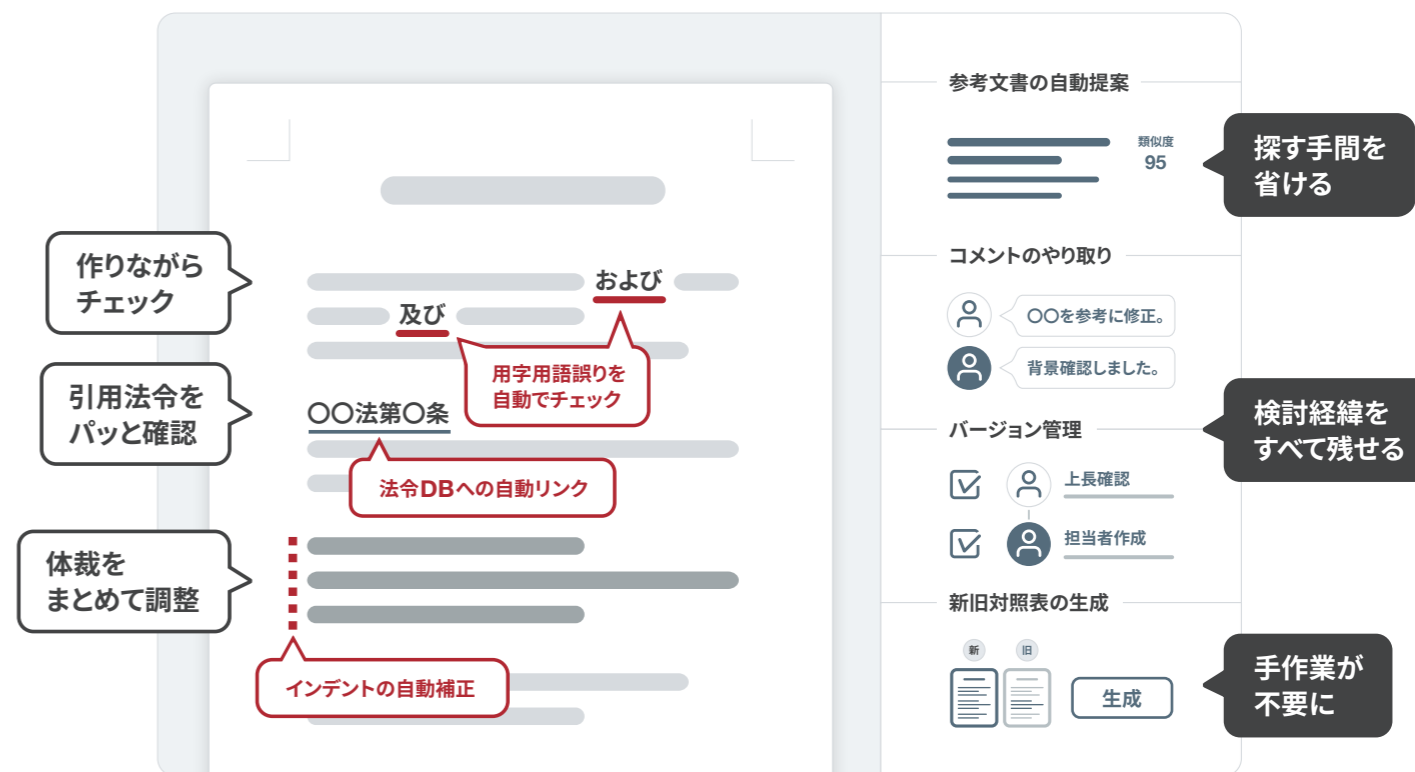 作りながら
チェック
引用法令を
パッと確認
体裁を
まとめて調整
および
及び
用字用語誤りを
自動でチェック
〇〇法第〇条
法令DBへの自動リンク
インデントの自動補正
参考文書の自動提案
類似度
95
コメントのやり取り
〇〇を参考に修正。
背景確認しました。
バージョン管理
上長確認
担当者作成
新旧対照表の生成
新
旧
生成
探す手間を
省ける
検討経緯を
すべて残せる
手作業が
不要に